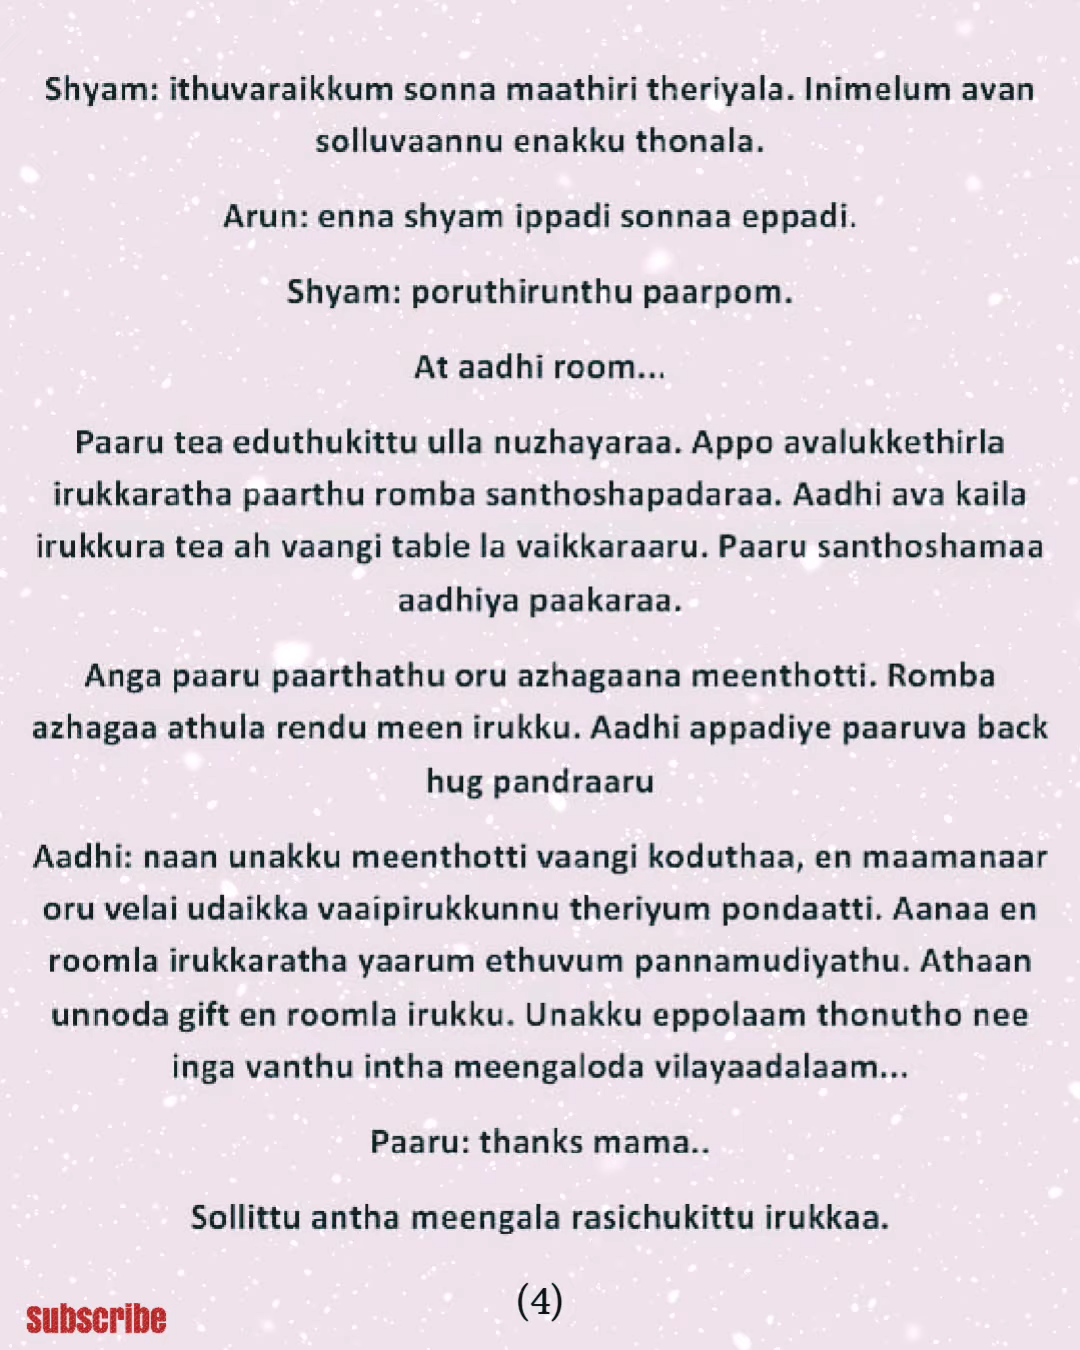 Shyam: ithuvaraikkum sonna maathiri theriyala. Inimelum avan
solluvaannu enakku thonala.
Arun: enna shyam ippadi sonnaa eppadi.
Shyam: poruthirunthu paarpom.
At aadhi room...
Paaru tea eduthukittu ulla nuzhayaraa. Appo avalukkethirla
irukkaratha paarthu romba santhoshapadaraa. Aadhi ava kaila
irukkura tea ah vaangi table la vaikkaraaru. Paaru santhoshamaa
aadhiya paakaraa.
Anga paaru paarthathu oru azhagaana meenthotti. Romba
azhagaa athula rendu meen irukku. Aadhi appadiye paaruva back
hug pandraaru
Aadhi: naan unakku meenthotti vaangi koduthaa, en maamanaar
oru velai udaikka vaaipirukkunnu theriyum pondaatti. Aanaa en
roomla irukkaratha yaarum ethuvum pannamudiyathu. Athaan
unnoda gift en roomla irukku. Unakku eppolaam thonutho nee
inga vanthu intha meengaloda vilayaadalaam...
Paaru: thanks mama..
Sollittu antha meengala rasichukittu irukkaa.
(4)
Subscribe